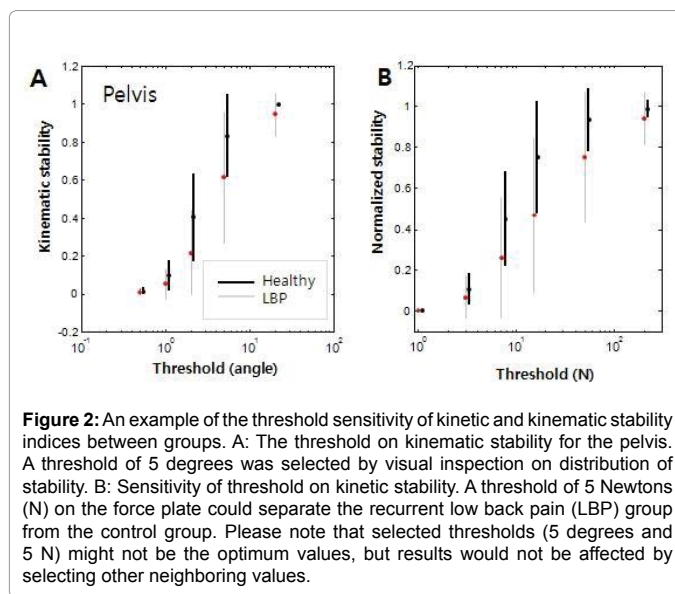 A
Pelvis
Kinematic stability
1.2
1
0.8
0.6
0.4
0.2
0
-0.2
10-1
100
101
102
Threshold (angle)
Healthy
LBP
B
Normalized stability
1.2
1
0.8
0.6
0.4
0.2
0
100
101
102
Threshold (N)
Figure 2: An example of the threshold sensitivity of kinetic and kinematic stability
indices between groups. A: The threshold on kinematic stability for the pelvis.
A threshold of 5 degrees was selected by visual inspection on distribution of
stability. B: Sensitivity of threshold on kinetic stability. A threshold of 5 Newtons
(N) on the force plate could separate the recurrent low back pain (LBP) group
from the control group. Please note that selected thresholds (5 degrees and
5 N) might not be the optimum values, but results would not be affected by
selecting other neighboring values.